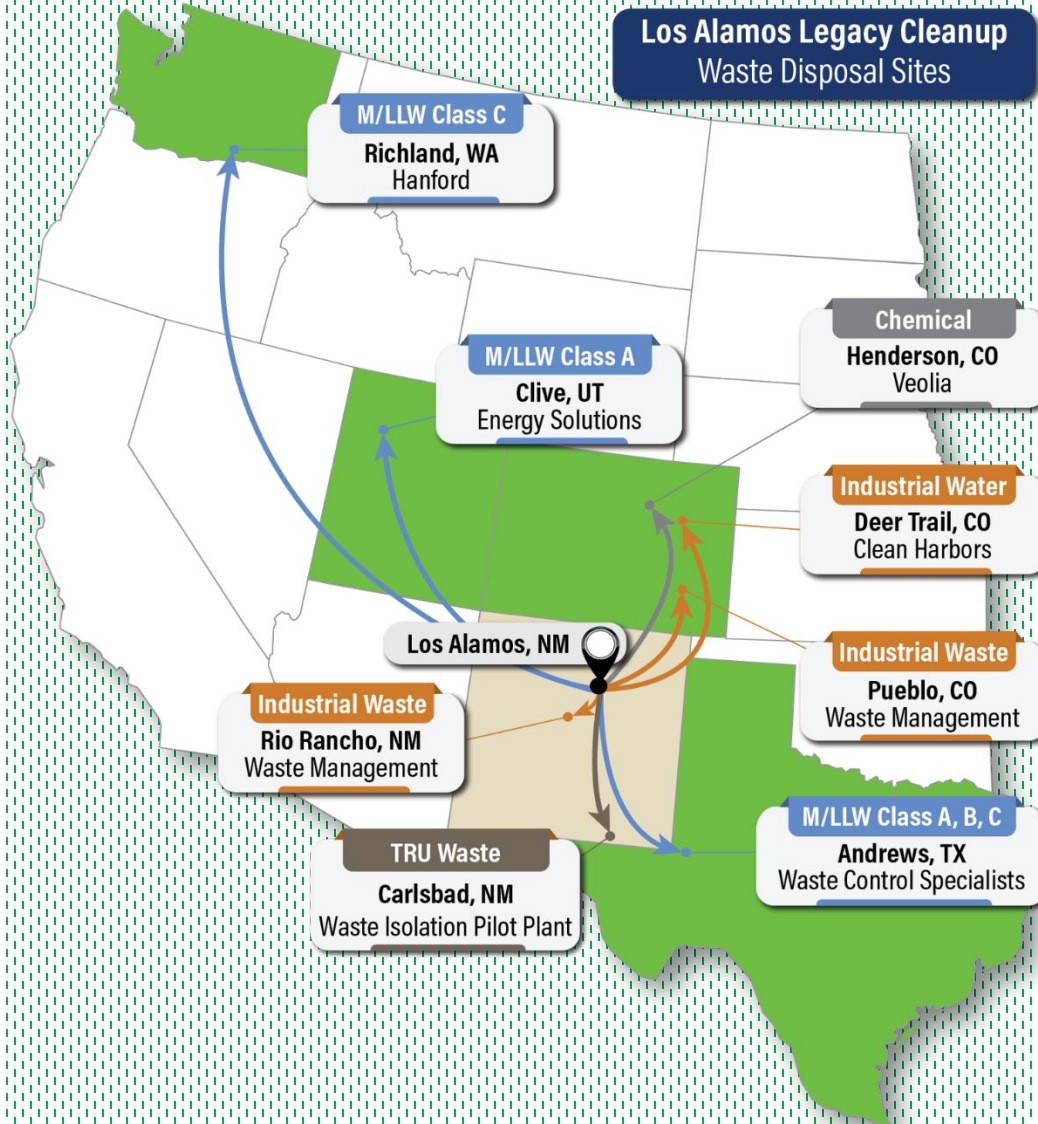 Los Alamos Legacy Cleanup
Waste Disposal Sites
M/LLW Class C
Richland, WA
Hanford
M/LLW Class A
Clive, UT
Energy Solutions
Chemical
Henderson, CO
Veolia
Industrial Water
Deer Trail, CO
Clean Harbors
Los Alamos, NM
Industrial Waste
Pueblo, CO
Waste Management
Industrial Waste
Rio Rancho, NM
Waste Management
M/LLW Class A, B, C
Andrews, TX
Waste Control Specialists
TRU Waste
Carlsbad, NM
Waste Isolation Pilot Plant